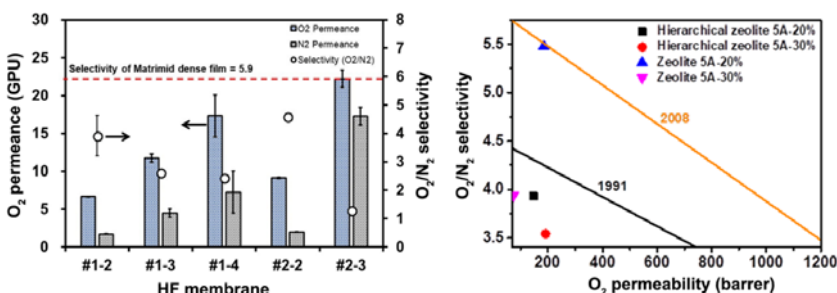 30
25
20
15
10
5
0
O2 permeance (GPU)
O2 Permeance
N2 Permeance
Selectivity (O2/N2)
Selectivity of Matrimid dense film = 5.9
8
7
6
5
4
3
2
1
0
O2/N2 selectivity
#1-2 #1-3 #1-4 #2-2 #2-3
HF membrane
5.5
5.0
4.5
4.0
3.5
O2/N2 selectivity
Hierarchical zeolite 5A-20%
Hierarchical zeolite 5A-30%
Zeolite 5A-20%
Zeolite 5A-30%
2008
1991
200 400 600 800 1000 1200
O2 permeability (barrer)